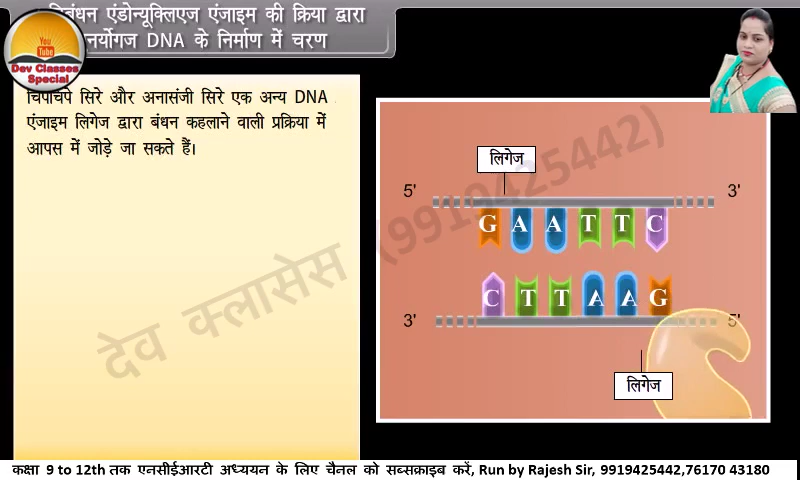 निबंधन एंडोन्यूक्लिएज एंजाइम की क्रिया द्वारा
नर्योगज DNA के निर्माण में चरण
You Tube
Dev Classes
Special
चिपचिपे सिरे और अनासंजी सिरे एक अन्य DNA
एंजाइम लिगेज द्वारा बंधन कहलाने वाली प्रक्रिया में
आपस में जोड़े जा सकते हैं।
लिगेज
5' 3'
G A A T T C
C T T A A G
3' 5'
लिगेज
देव क्लासेस (9919425442)
कक्षा 9 to 12th तक एनसीईआरटी अध्ययन के लिए चैनल को सब्सक्राइब करें, Run by Rajesh Sir, 9919425442,76170 43180